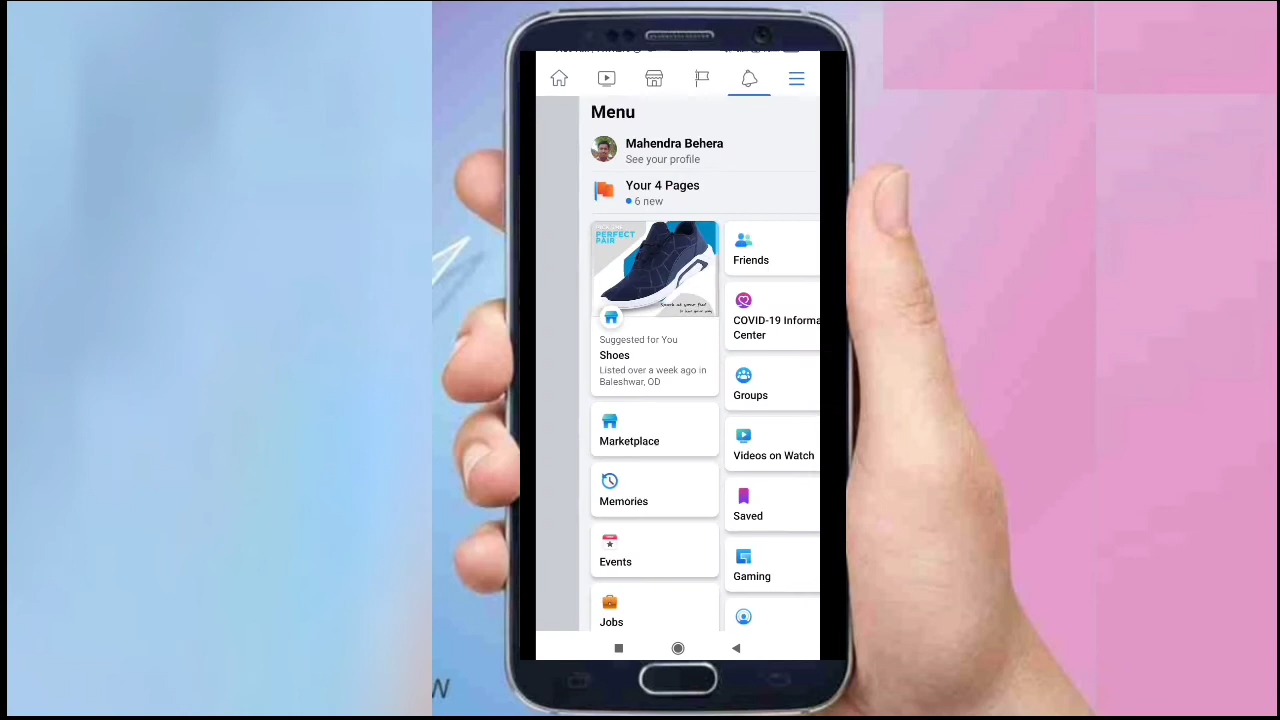 Menu
Mahendra Behera
See your profile
Your 4 Pages
6 new
PERFECT
PAIR
Suggested for You
Shoes
Listed over a week ago in
Baleshwar, OD
Marketplace
Memories
Events
Jobs
Friends
COVID-19 Informa
Center
Groups
Videos on Watch
Saved
Gaming
W